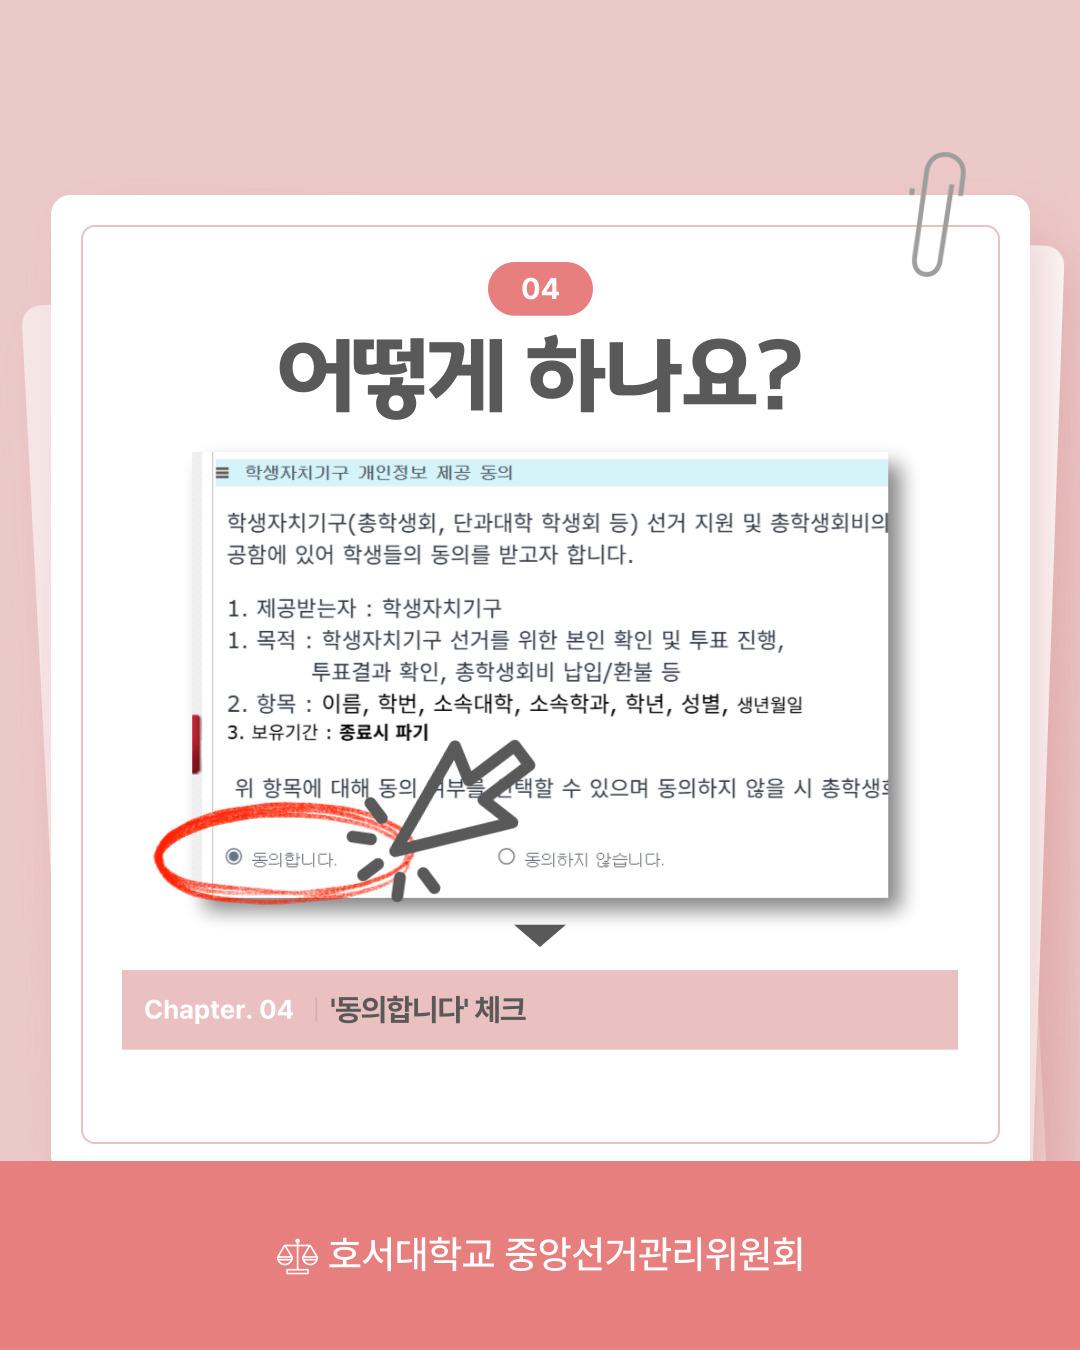 04
어떻게 하나요?
≡ 학생자치기구 개인정보 제공 동의
학생자치기구(총학생회, 단과대학 학생회 등) 선거 지원 및 총학생회비의
공함에 있어 학생들의 동의를 받고자 합니다.
1. 제공받는자 : 학생자치기구
1. 목적 : 학생자치기구 선거를 위한 본인 확인 및 투표 진행,
투표결과 확인, 총학생회비 납입/환불 등
2. 항목 : 이름, 학번, 소속대학, 소속학과, 학년, 성별, 생년월일
3. 보유기간 : 종료시 파기
위 항목에 대해 동의 여부를 선택할 수 있으며 동의하지 않을 시 총학생회
동의합니다.
동의하지 않습니다.
Chapter. 04 '동의합니다' 체크
호서대학교 중앙선거관리위원회